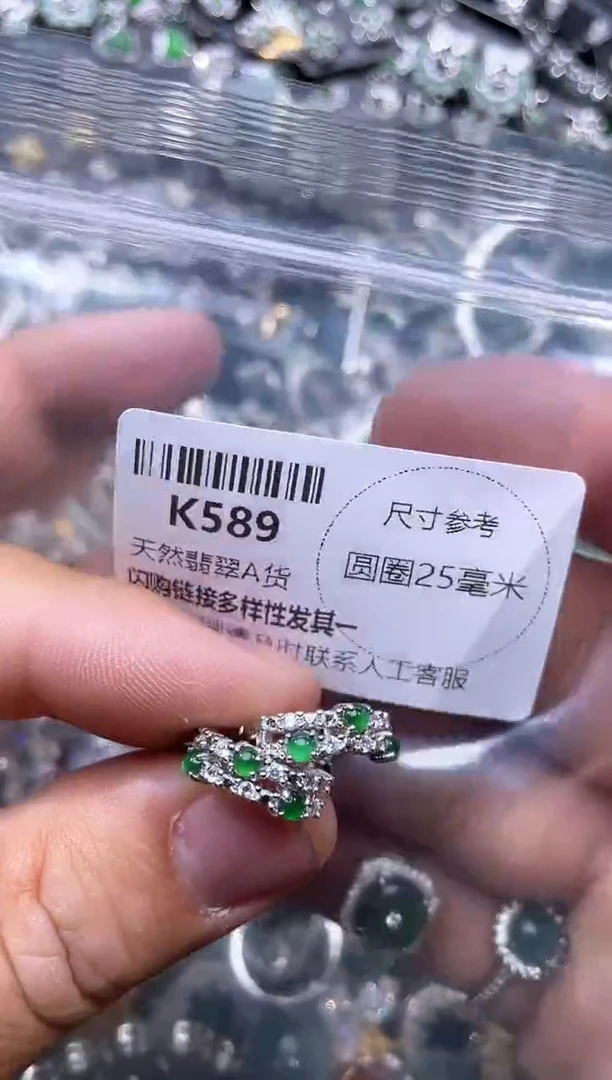 K589
天然翡翠A货
闪购链接多样性发其一
联系人工客服
尺寸参考
圆圈25毫米